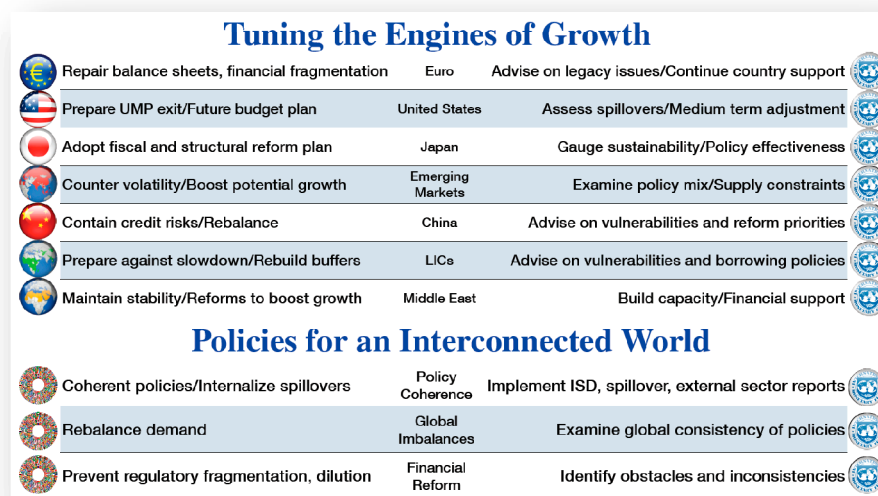 Tuning the Engines of Growth
Repair balance sheets, financial fragmentation Euro Advise on legacy issues/Continue country support
Prepare UMP exit/Future budget plan United States Assess spillovers/Medium term adjustment
Adopt fiscal and structural reform plan Japan Gauge sustainability/Policy effectiveness
Counter volatility/Boost potential growth Emerging Markets Examine policy mix/Supply constraints
Contain credit risks/Rebalance China Advise on vulnerabilities and reform priorities
Prepare against slowdown/Rebuild buffers LICs Advise on vulnerabilities and borrowing policies
Maintain stability/Reforms to boost growth Middle East Build capacity/Financial support
Policies for an Interconnected World
Coherent policies/Internalize spillovers Policy Coherence Implement ISD, spillover, external sector reports
Rebalance demand Global Imbalances Examine global consistency of policies
Prevent regulatory fragmentation, dilution Financial Reform Identify obstacles and inconsistencies